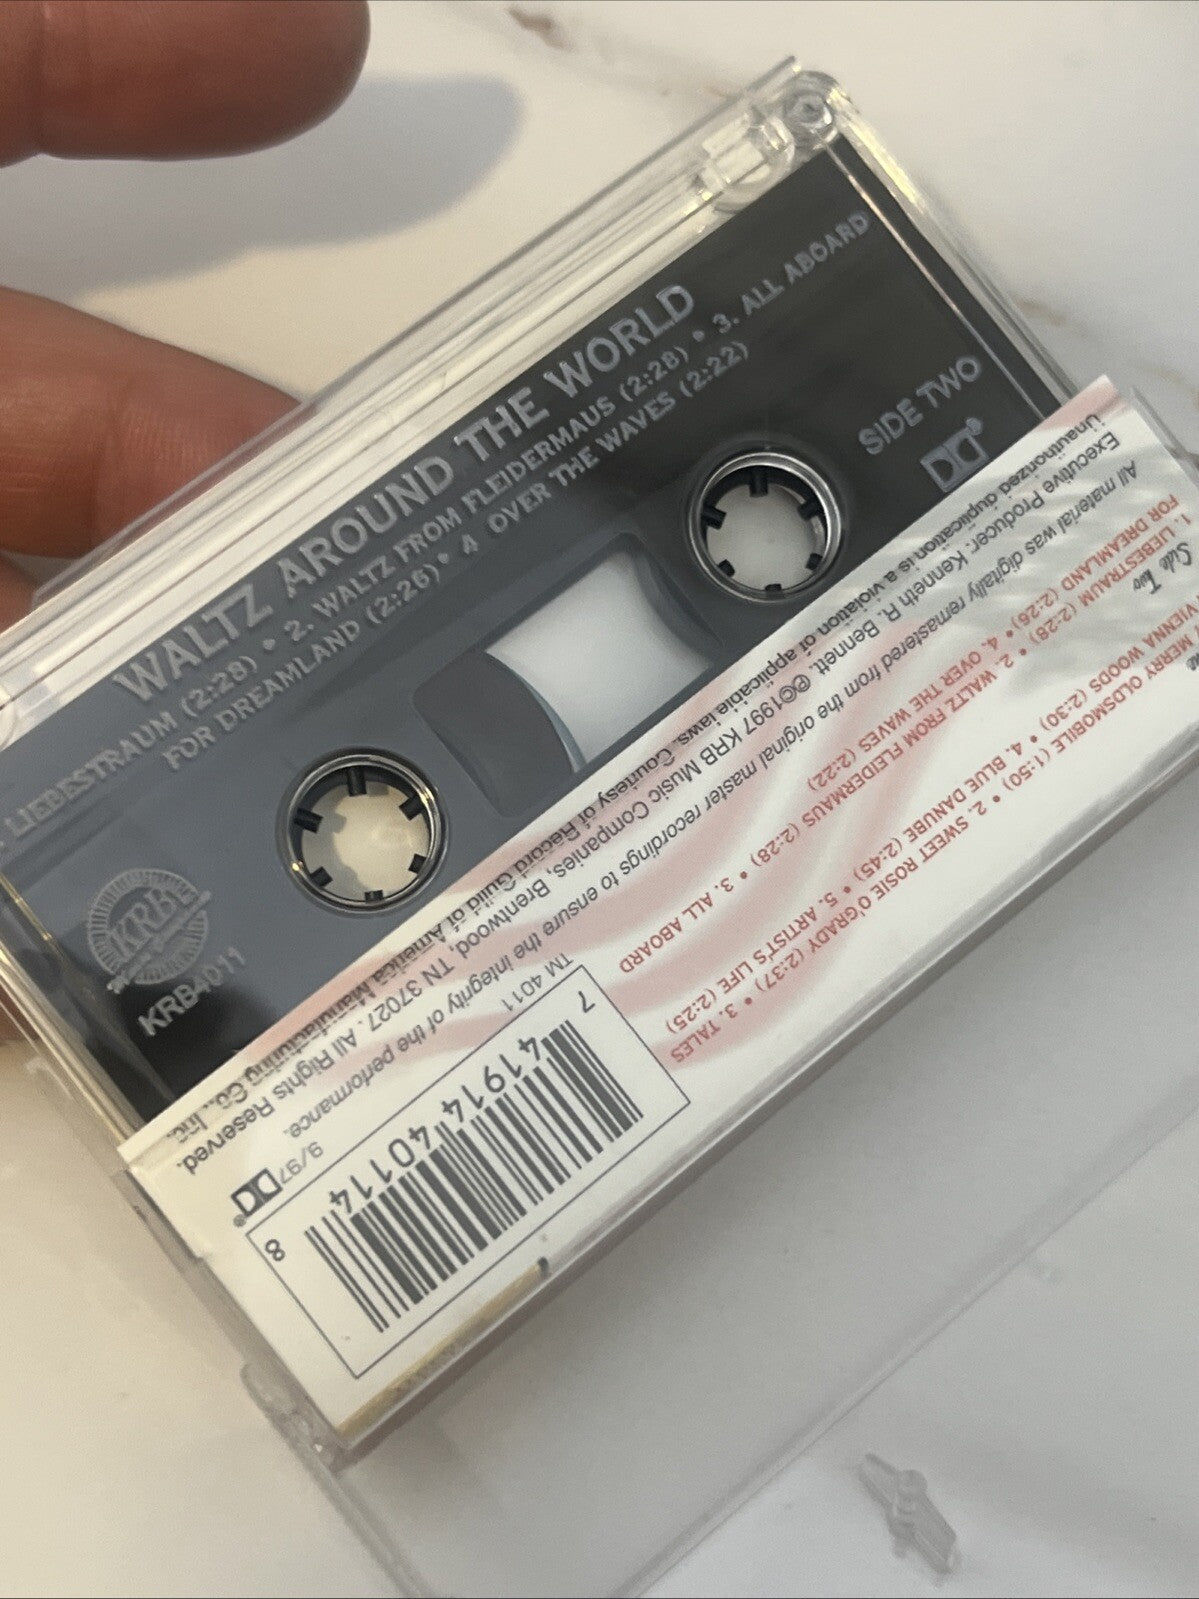 WALTZ AROUND THE WORLD
LIEBESTRAUM (2:28) • 2. WALTZ FROM FLEIDERMAUS (2:28) • 3. ALL ABOARD
FOR DREAMLAND (2:26) • 4 OVER THE WAVES (2:22)
SIDE TWO
KRB
KRB4011
MERRY OLDSMOBILE (1:50) • 2. SWEET ROSIE O'GRADY (2:37) • 3. TALES
VIENNA WOODS (2:30) • 4. BLUE DANUBE (2:45) • 5. ARTIST'S LIFE (2:25)
Side Two
1. LIEBESTRAUM (2:28) • 2. WALTZ FROM FLEIDERMAUS (2:28) • 3. ALL ABOARD
FOR DREAMLAND (2:26) • 4. OVER THE WAVES (2:22)
All material was digitally remastered from the original master recordings to ensure the integrity of the performance.
Executive Producer: Kenneth R. Bennett. ℗©1997 KRB Music Companies, Brentwood, TN 37027. All Rights Reserved.
Unauthorized duplication is a violation of applicable laws. Courtesy of Record Guild of America Manufacturing Co., Inc.
TM 4011
9/97
7 41914 40114 8